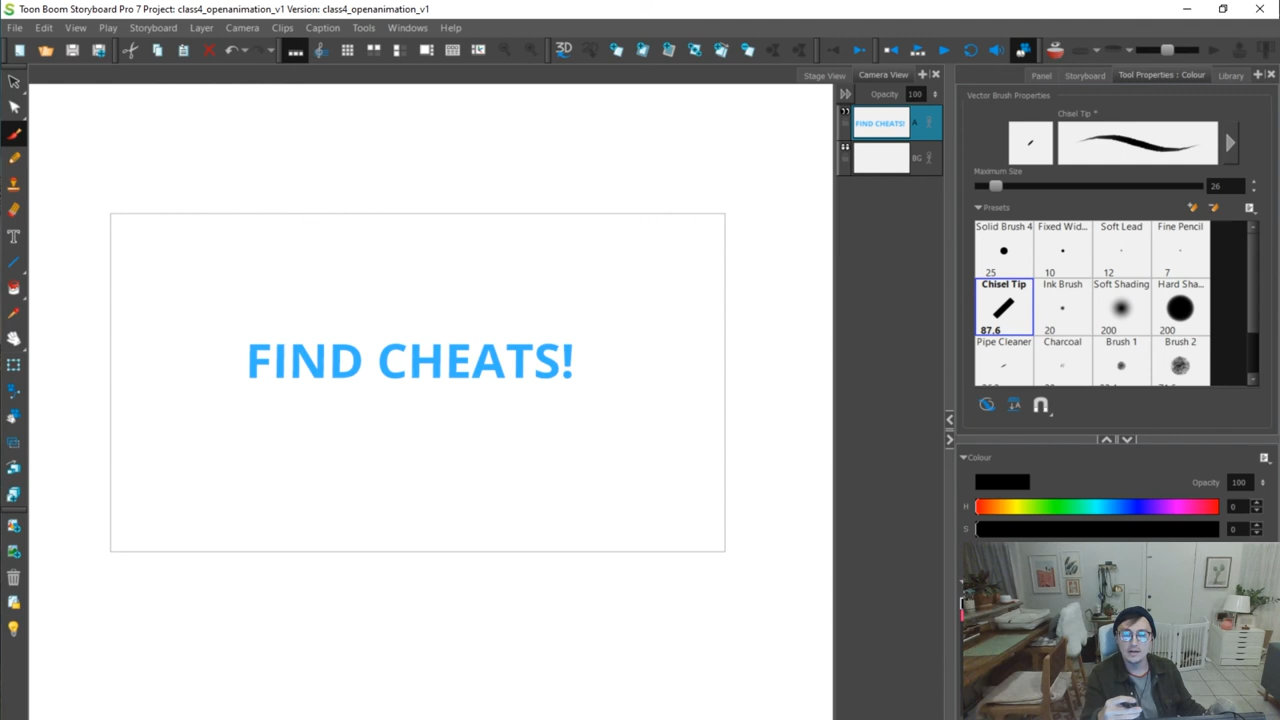 Toon Boom Storyboard Pro 7 Project: class4_openanimation_v1 Version: class4_openanimation_v1
File Edit View Play Storyboard Layer Camera Clips Caption Tools Windows Help
3D
Stage View Camera View
Panel Storyboard Tool Properties : Colour Library
Opacity 100
FIND CHEATS! A
BG
FIND CHEATS!
Vector Brush Properties
Chisel Tip *
Maximum Size
26
Presets
Solid Brush 4 Fixed Wid... Soft Lead Fine Pencil
25 10 12 7
Chisel Tip Ink Brush Soft Shading Hard Sha...
87.6 20 200 200
Pipe Cleaner Charcoal Brush 1 Brush 2
Colour
Opacity 100
H 0
S 0